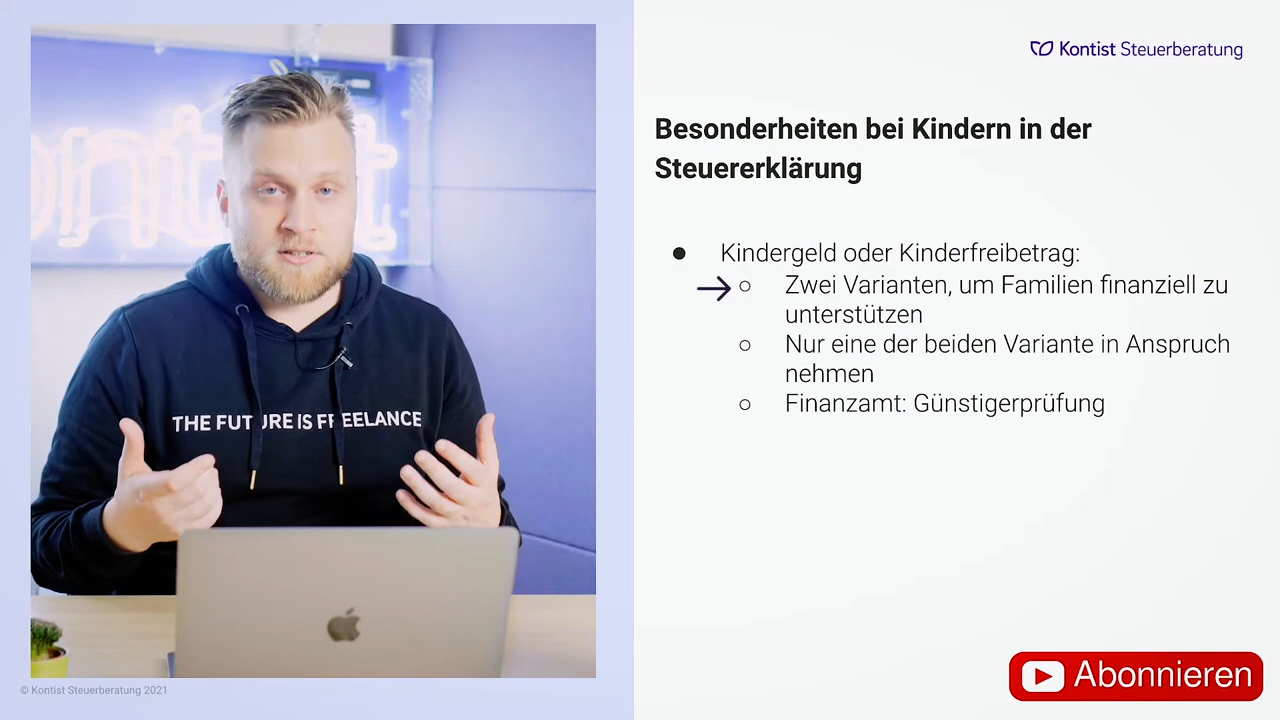 Kontist Steuerberatung
Besonderheiten bei Kindern in der
Steuererklärung
● Kindergeld oder Kinderfreibetrag:
→ ○ Zwei Varianten, um Familien finanziell zu
unterstützen
○ Nur eine der beiden Variante in Anspruch
nehmen
○ Finanzamt: Günstigerprüfung
THE FUTURE IS FREELANCE
Abonnieren
© Kontist Steuerberatung 2021